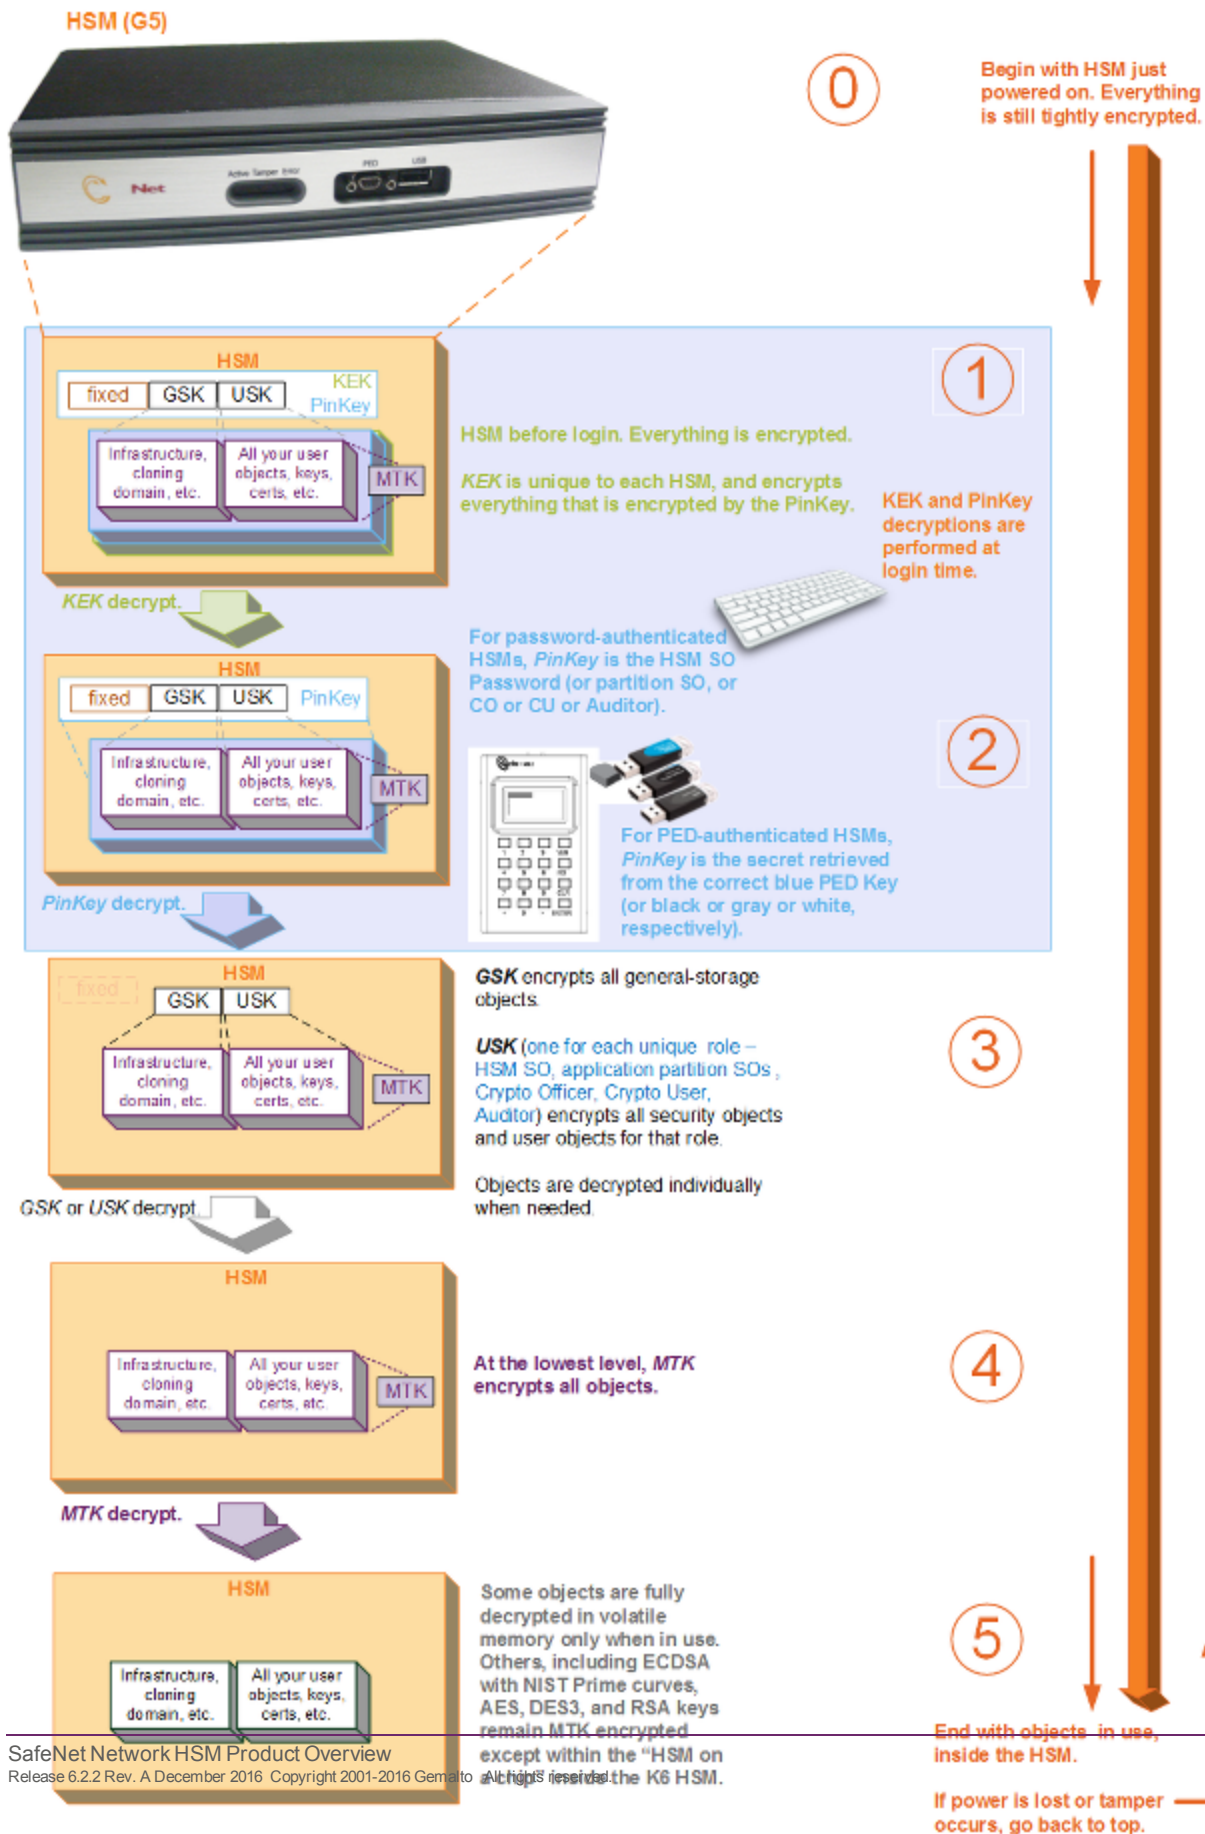 HSM (G5)
0
Begin with HSM just
powered on. Everything
is still tightly encrypted.
Active Tamper Error
PED
USB
Net
HSM
fixed
GSK
USK
KEK
PinKey
Infrastructure,
cloning
domain, etc.
All your user
objects, keys,
certs, etc.
MTK
1
HSM before login. Everything is encrypted.
KEK is unique to each HSM, and encrypts
everything that is encrypted by the PinKey.
KEK and PinKey
decryptions are
performed at
login time.
KEK decrypt.
HSM
fixed
GSK
USK
PinKey
Infrastructure,
cloning
domain, etc.
All your user
objects, keys,
certs, etc.
MTK
For password-authenticated
HSMs, PinKey is the HSM SO
Password (or partition SO, or
CO or CU or Auditor).
2
For PED-authenticated HSMs,
PinKey is the secret retrieved
from the correct blue PED Key
(or black or gray or white,
respectively).
PinKey decrypt.
HSM
fixed
GSK
USK
Infrastructure,
cloning
domain, etc.
All your user
objects, keys,
certs, etc.
MTK
GSK encrypts all general-storage
objects.
USK (one for each unique role –
HSM SO, application partition SOs ,
Crypto Officer, Crypto User,
Auditor) encrypts all security objects
and user objects for that role.
Objects are decrypted individually
when needed.
3
GSK or USK decrypt.
HSM
Infrastructure,
cloning
domain, etc.
All your user
objects, keys,
certs, etc.
MTK
At the lowest level, MTK
encrypts all objects.
4
MTK decrypt.
HSM
Infrastructure,
cloning
domain, etc.
All your user
objects, keys,
certs, etc.
Some objects are fully
decrypted in volatile
memory only when in use.
Others, including ECDSA
with NIST Prime curves,
AES, DES3, and RSA keys
remain MTK encrypted
except within the “HSM on
a chip” inside the K6 HSM.
5
End with objects in use,
inside the HSM.
If power is lost or tamper
occurs, go back to top.
SafeNet Network HSM Product Overview
Release 6.2.2 Rev. A December 2016 Copyright 2001-2016 Gemalto All rights reserved.